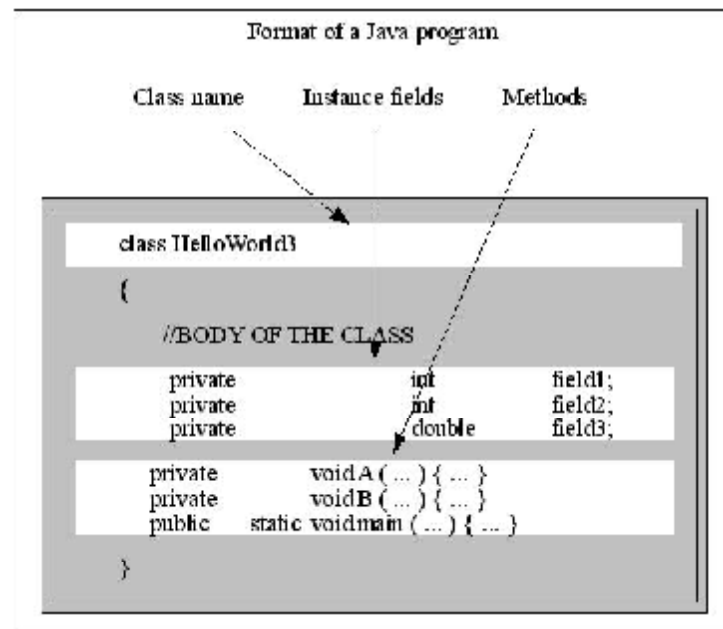 Format of a Java program
Class name Instance fields Methods
class HelloWorld3
{
//BODY OF THE CLASS
private int field1;
private int field2;
private double field3;
private void A ( ... ) { ... }
private void B ( ... ) { ... }
public static void main ( ... ) { ... }
}